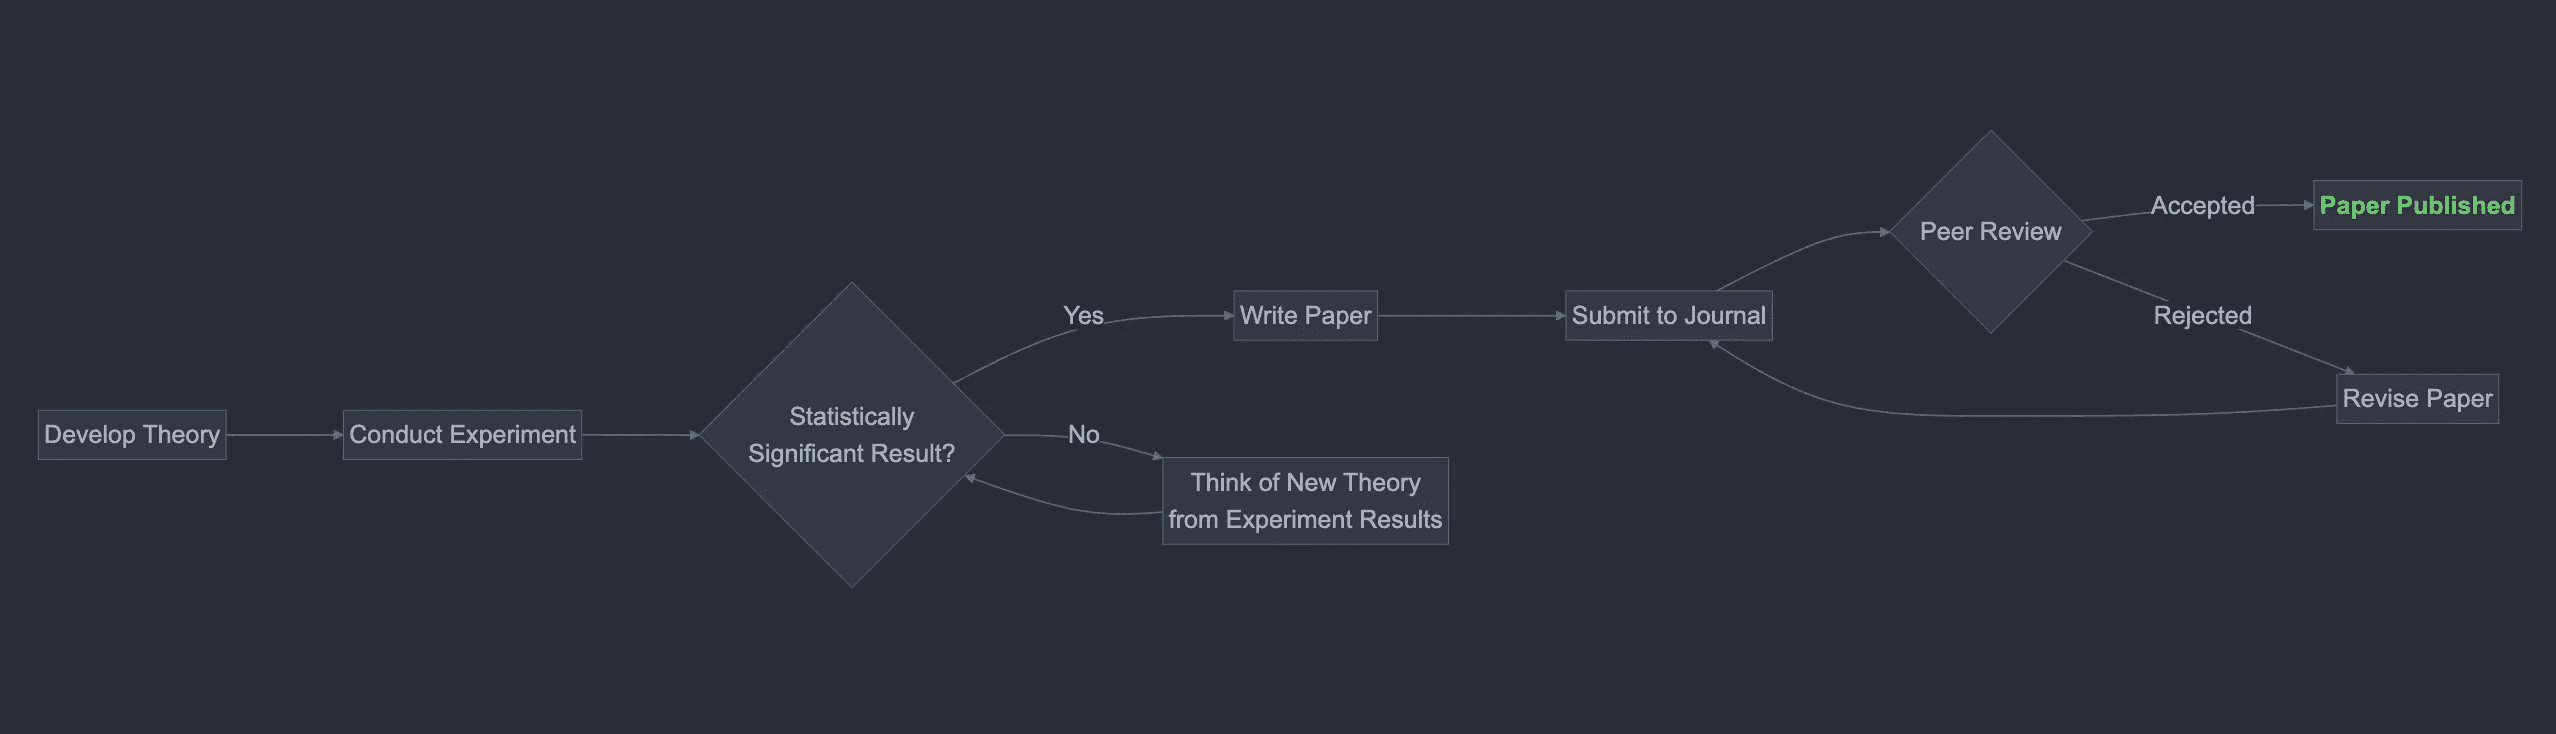 Develop Theory
Conduct Experiment
Statistically
Significant Result?
Yes
No
Write Paper
Think of New Theory
from Experiment Results
Submit to Journal
Peer Review
Accepted
Rejected
Paper Published
Revise Paper